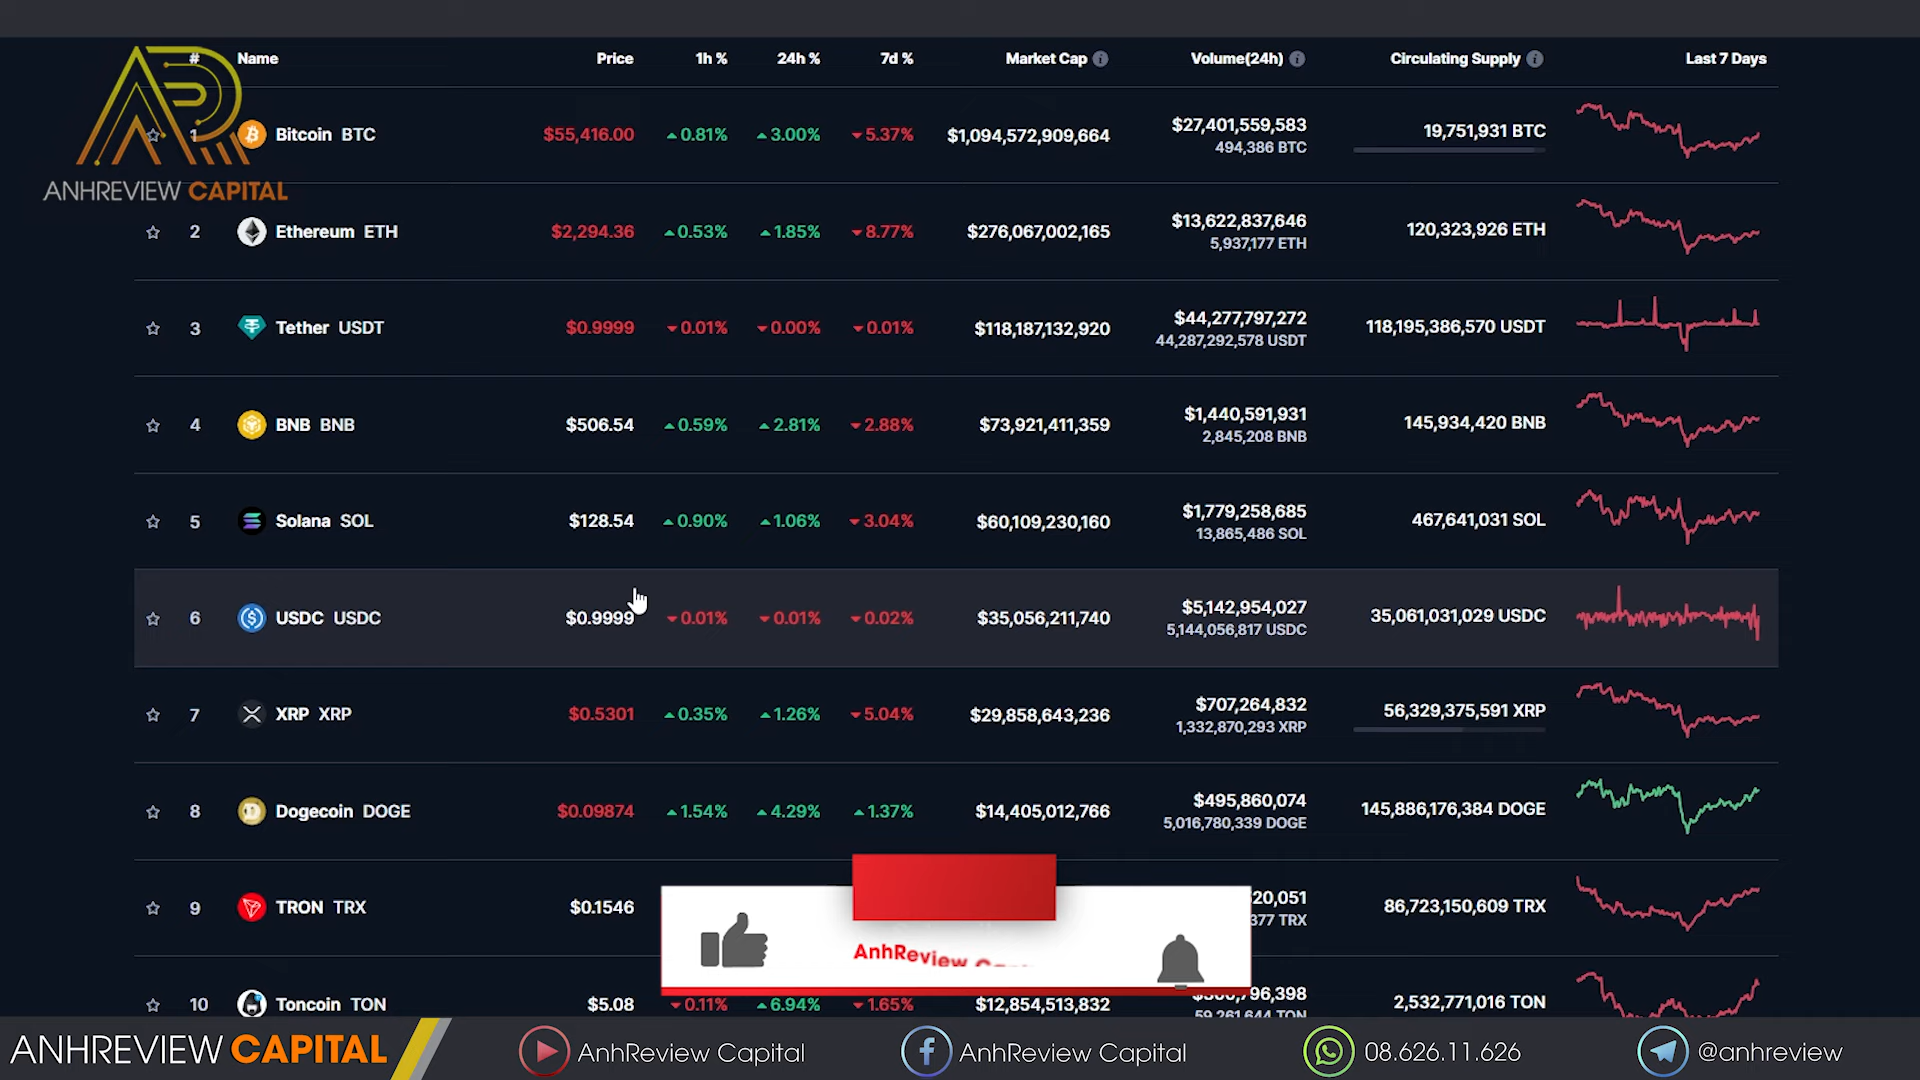 # Name Price 1h % 24h % 7d % Market Cap Volume(24h) Circulating Supply Last 7 Days
1 Bitcoin BTC $55,416.00 0.81% 3.00% 5.37% $1,094,572,909,664 $27,401,559,583 19,751,931 BTC
494,386 BTC
ANHREVIEW CAPITAL
2 Ethereum ETH $2,294.36 0.53% 1.85% 8.77% $276,067,002,165 $13,622,837,646 120,323,926 ETH
5,937,177 ETH
3 Tether USDT $0.9999 0.01% 0.00% 0.01% $118,187,132,920 $44,277,797,272 118,195,386,570 USDT
44,287,292,578 USDT
4 BNB BNB $506.54 0.59% 2.81% 2.88% $73,921,411,359 $1,440,591,931 145,934,420 BNB
2,845,208 BNB
5 Solana SOL $128.54 0.90% 1.06% 3.04% $60,109,230,160 $1,779,258,685 467,641,031 SOL
13,865,486 SOL
6 USDC USDC $0.9999 0.01% 0.01% 0.02% $35,056,211,740 $5,142,954,027 35,061,031,029 USDC
5,144,056,817 USDC
7 XRP XRP $0.5301 0.35% 1.26% 5.04% $29,858,643,236 $707,264,832 56,329,375,591 XRP
1,332,870,293 XRP
8 Dogecoin DOGE $0.09874 1.54% 4.29% 1.37% $14,405,012,766 $495,860,074 145,886,176,384 DOGE
5,016,780,339 DOGE
9 TRON TRX $0.1546 20,051 86,723,150,609 TRX
377 TRX
AnhReview
10 Toncoin TON $5.08 0.11% 6.94% 1.65% $12,854,513,832 796,398 2,532,771,016 TON
59,261,644 TON
ANHREVIEW CAPITAL AnhReview Capital AnhReview Capital 08.626.11.626 @anhreview